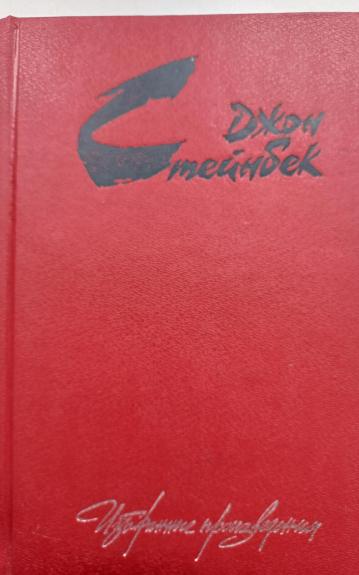 Джон
Стейнбек
Избранные произведения